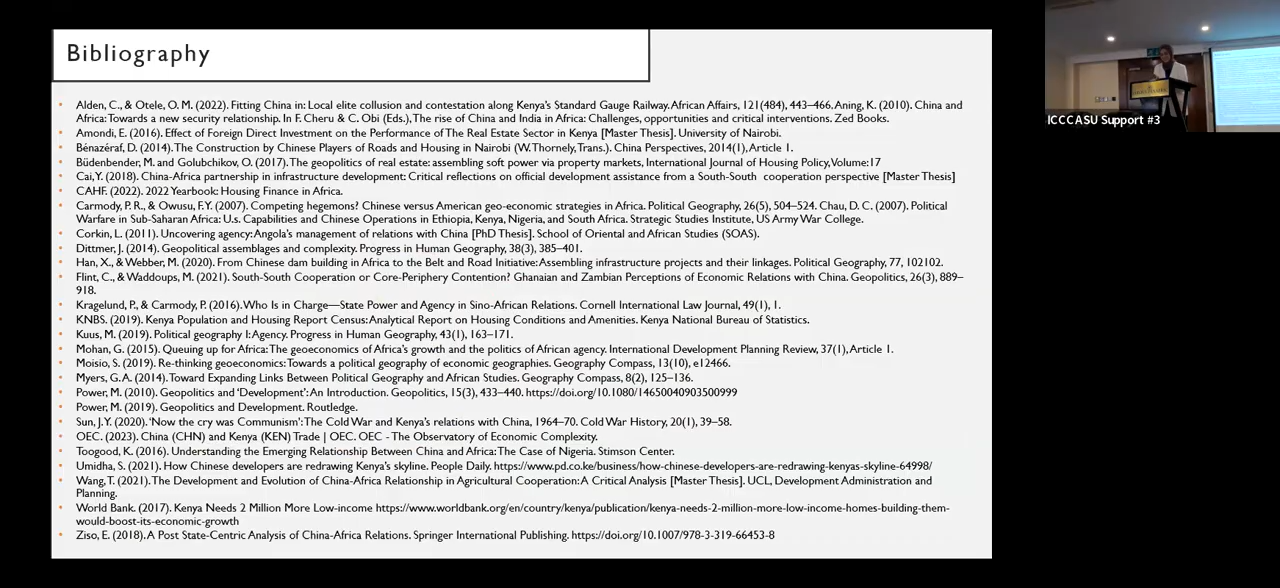 Bibliography
Alden, C., & Otele, O. M. (2022). Fitting China in: Local elite collusion and contestation along Kenya's Standard Gauge Railway. African Affairs, 121(484), 443–466. Aning, K. (2010). China and
Africa: Towards a new security relationship. In F. Cheru & C. Obi (Eds.), The rise of China and India in Africa: Challenges, opportunities and critical interventions. Zed Books.
Amondi, E. (2016). Effect of Foreign Direct Investment on the Performance of The Real Estate Sector in Kenya [Master Thesis]. University of Nairobi.
Bénazéraf, D. (2014). The Construction by Chinese Players of Roads and Housing in Nairobi (W. Thornely, Trans.). China Perspectives, 2014(1), Article 1.
Büdenbender, M. and Golubchikov, O. (2017). The geopolitics of real estate: assembling soft power via property markets, International Journal of Housing Policy, Volume: 17
Cai, Y. (2018). China-Africa partnership in infrastructure development: Critical reflections on official development assistance from a South-South cooperation perspective [Master Thesis]
CAHF. (2022). 2022 Yearbook: Housing Finance in Africa.
Carmody, P. R., & Owusu, F. Y. (2007). Competing hegemons? Chinese versus American geo-economic strategies in Africa. Political Geography, 26(5), 504–524. Chau, D. C. (2007). Political
Warfare in Sub-Saharan Africa: U.s. Capabilities and Chinese Operations in Ethiopia, Kenya, Nigeria, and South Africa. Strategic Studies Institute, US Army War College.
Corkin, L. (2011). Uncovering agency: Angola's management of relations with China [PhD Thesis]. School of Oriental and African Studies (SOAS).
Dittmer, J. (2014). Geopolitical assemblages and complexity. Progress in Human Geography, 38(3), 385–401.
Han, X., & Webber, M. (2020). From Chinese dam building in Africa to the Belt and Road Initiative: Assembling infrastructure projects and their linkages. Political Geography, 77, 102102.
Flint, C., & Waddoups, M. (2021). South-South Cooperation or Core-Periphery Contention? Ghanaian and Zambian Perceptions of Economic Relations with China. Geopolitics, 26(3), 889–
918.
Kragelund, P., & Carmody, P. (2016). Who Is in Charge—State Power and Agency in Sino-African Relations. Cornell International Law Journal, 49(1), 1.
KNBS. (2019). Kenya Population and Housing Report Census: Analytical Report on Housing Conditions and Amenities. Kenya National Bureau of Statistics.
Kuus, M. (2019). Political geography I: Agency. Progress in Human Geography, 43(1), 163–171.
Mohan, G. (2015). Queuing up for Africa: The geoeconomics of Africa's growth and the politics of African agency. International Development Planning Review, 37(1), Article 1.
Moisio, S. (2019). Re-thinking geoeconomics: Towards a political geography of economic geographies. Geography Compass, 13(10), e12466.
Myers, G. A. (2014). Toward Expanding Links Between Political Geography and African Studies. Geography Compass, 8(2), 125–136.
Power, M. (2010). Geopolitics and 'Development': An Introduction. Geopolitics, 15(3), 433–440. https://doi.org/10.1080/14650040903500999
Power, M. (2019). Geopolitics and Development. Routledge.
Sun, J. Y. (2020). 'Now the cry was Communism': The Cold War and Kenya's relations with China, 1964–70. Cold War History, 20(1), 39–58.
OEC. (2023). China (CHN) and Kenya (KEN) Trade | OEC. OEC - The Observatory of Economic Complexity.
Toogood, K. (2016). Understanding the Emerging Relationship Between China and Africa: The Case of Nigeria. Stimson Center.
Umidha, S. (2021). How Chinese developers are redrawing Kenya's skyline. People Daily. https://www.pd.co.ke/business/how-chinese-developers-are-redrawing-kenyas-skyline-64998/
Wang, T. (2021). The Development and Evolution of China-Africa Relationship in Agricultural Cooperation: A Critical Analysis [Master Thesis]. UCL, Development Administration and
Planning.
World Bank. (2017). Kenya Needs 2 Million More Low-income https://www.worldbank.org/en/country/kenya/publication/kenya-needs-2-million-more-low-income-homes-building-them-
would-boost-its-economic-growth
Ziso, E. (2018). A Post State-Centric Analysis of China-Africa Relations. Springer International Publishing. https://doi.org/10.1007/978-3-319-66453-8
ICCCASU Support #3